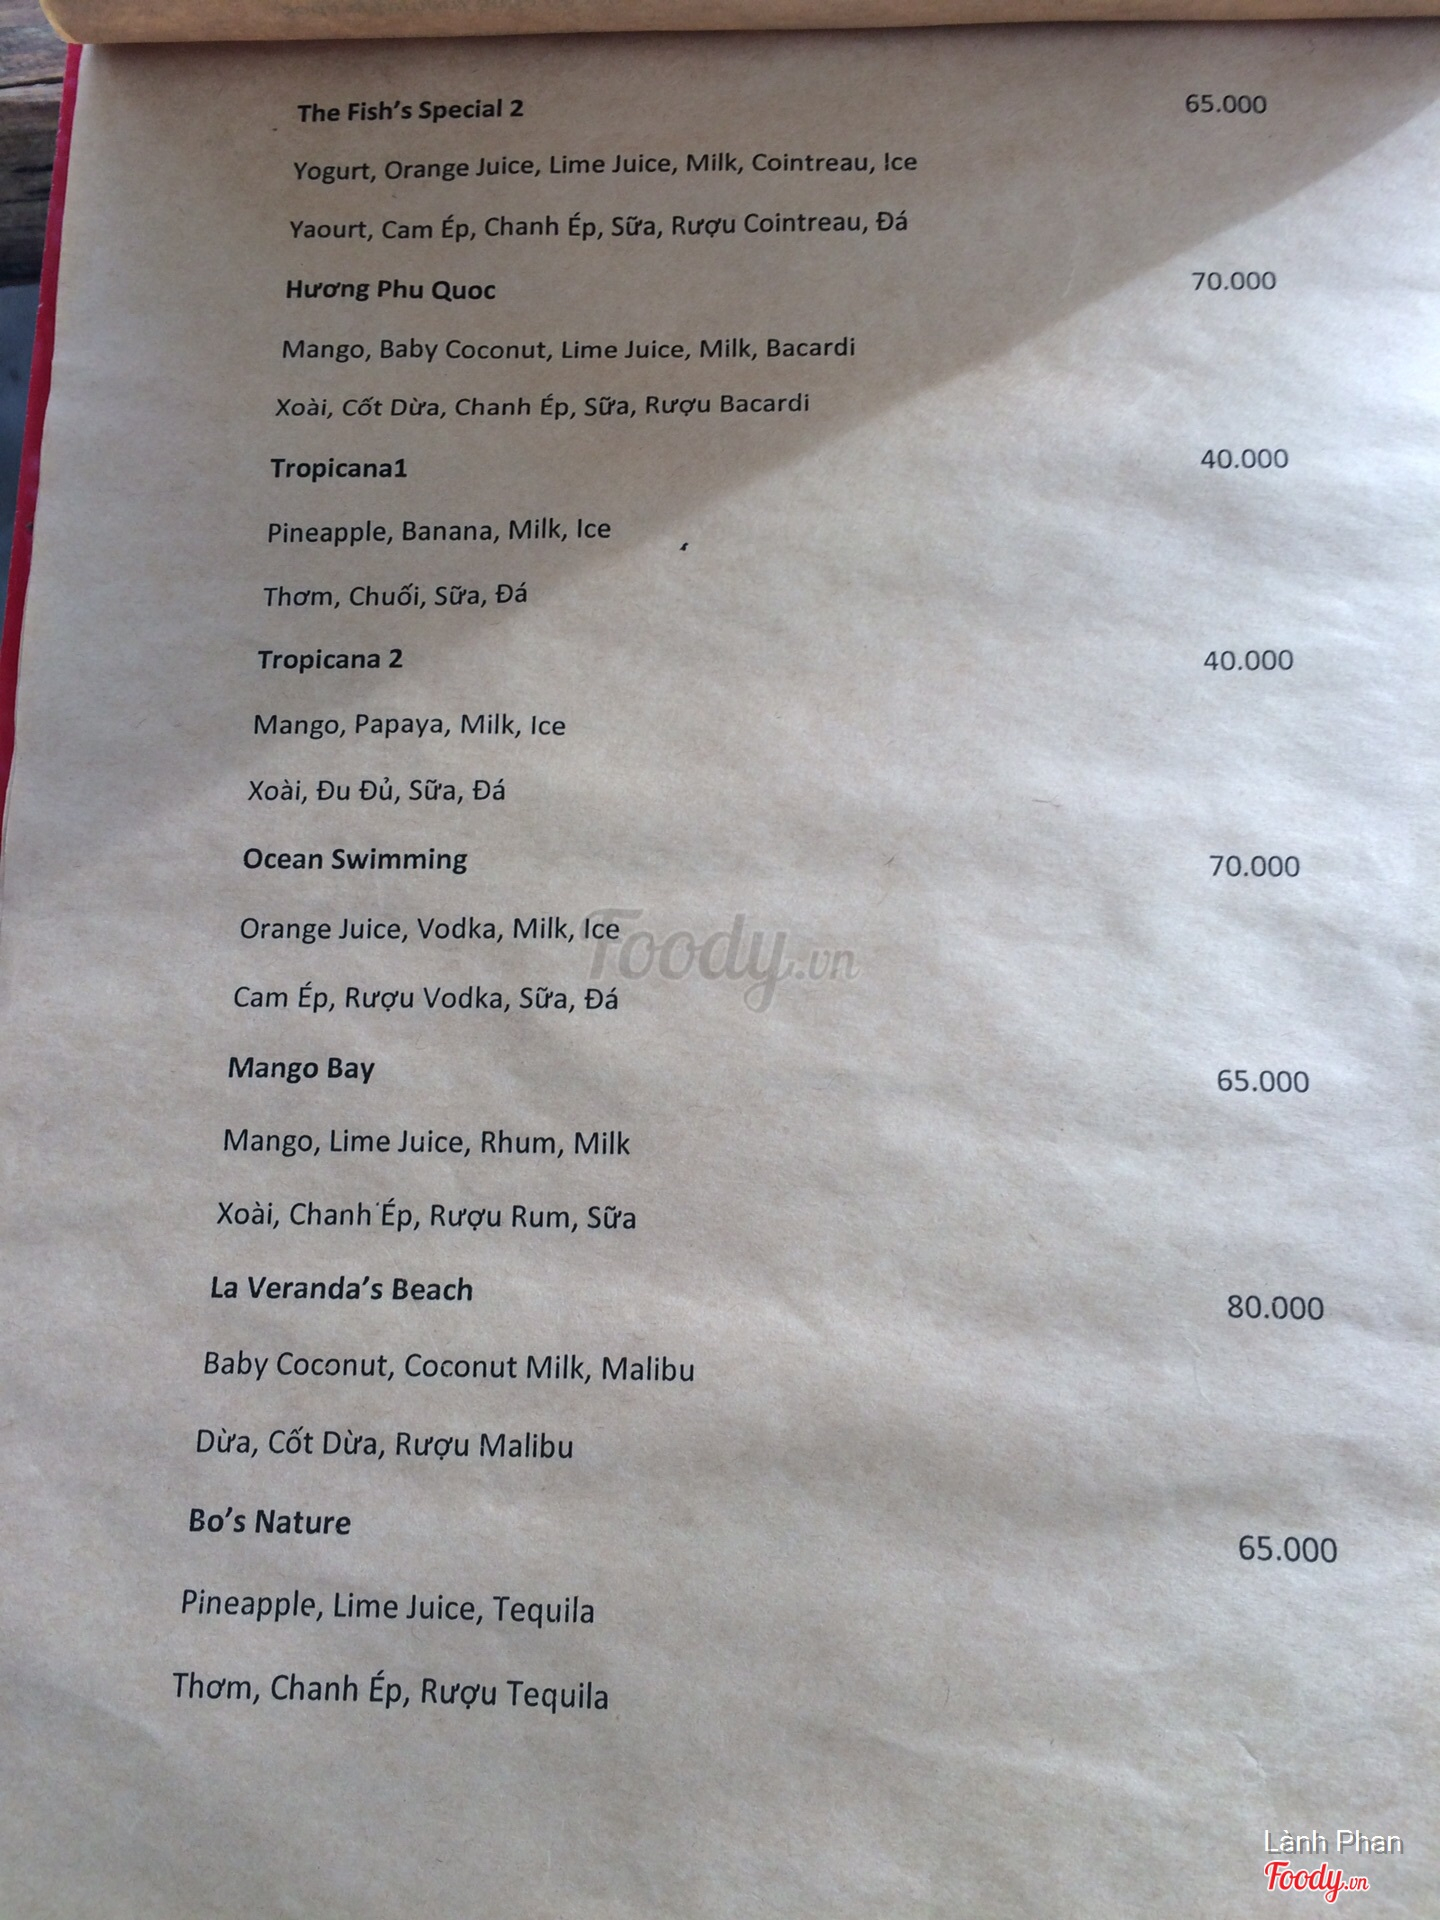 The Fish's Special 2 65.000
Yogurt, Orange Juice, Lime Juice, Milk, Cointreau, Ice
Yaourt, Cam Ép, Chanh Ép, Sữa, Rượu Cointreau, Đá
Hương Phu Quoc 70.000
Mango, Baby Coconut, Lime Juice, Milk, Bacardi
Xoài, Cốt Dừa, Chanh Ép, Sữa, Rượu Bacardi
Tropicana1 40.000
Pineapple, Banana, Milk, Ice
Thơm, Chuối, Sữa, Đá
Tropicana 2 40.000
Mango, Papaya, Milk, Ice
Xoài, Đu Đủ, Sữa, Đá
Ocean Swimming 70.000
Orange Juice, Vodka, Milk, Ice
Foody.vn
Cam Ép, Rượu Vodka, Sữa, Đá
Mango Bay 65.000
Mango, Lime Juice, Rhum, Milk
Xoài, Chanh Ép, Rượu Rum, Sữa
La Veranda's Beach 80.000
Baby Coconut, Coconut Milk, Malibu
Dừa, Cốt Dừa, Rượu Malibu
Bo's Nature 65.000
Pineapple, Lime Juice, Tequila
Thơm, Chanh Ép, Rượu Tequila
Lành Phan
Foody.vn